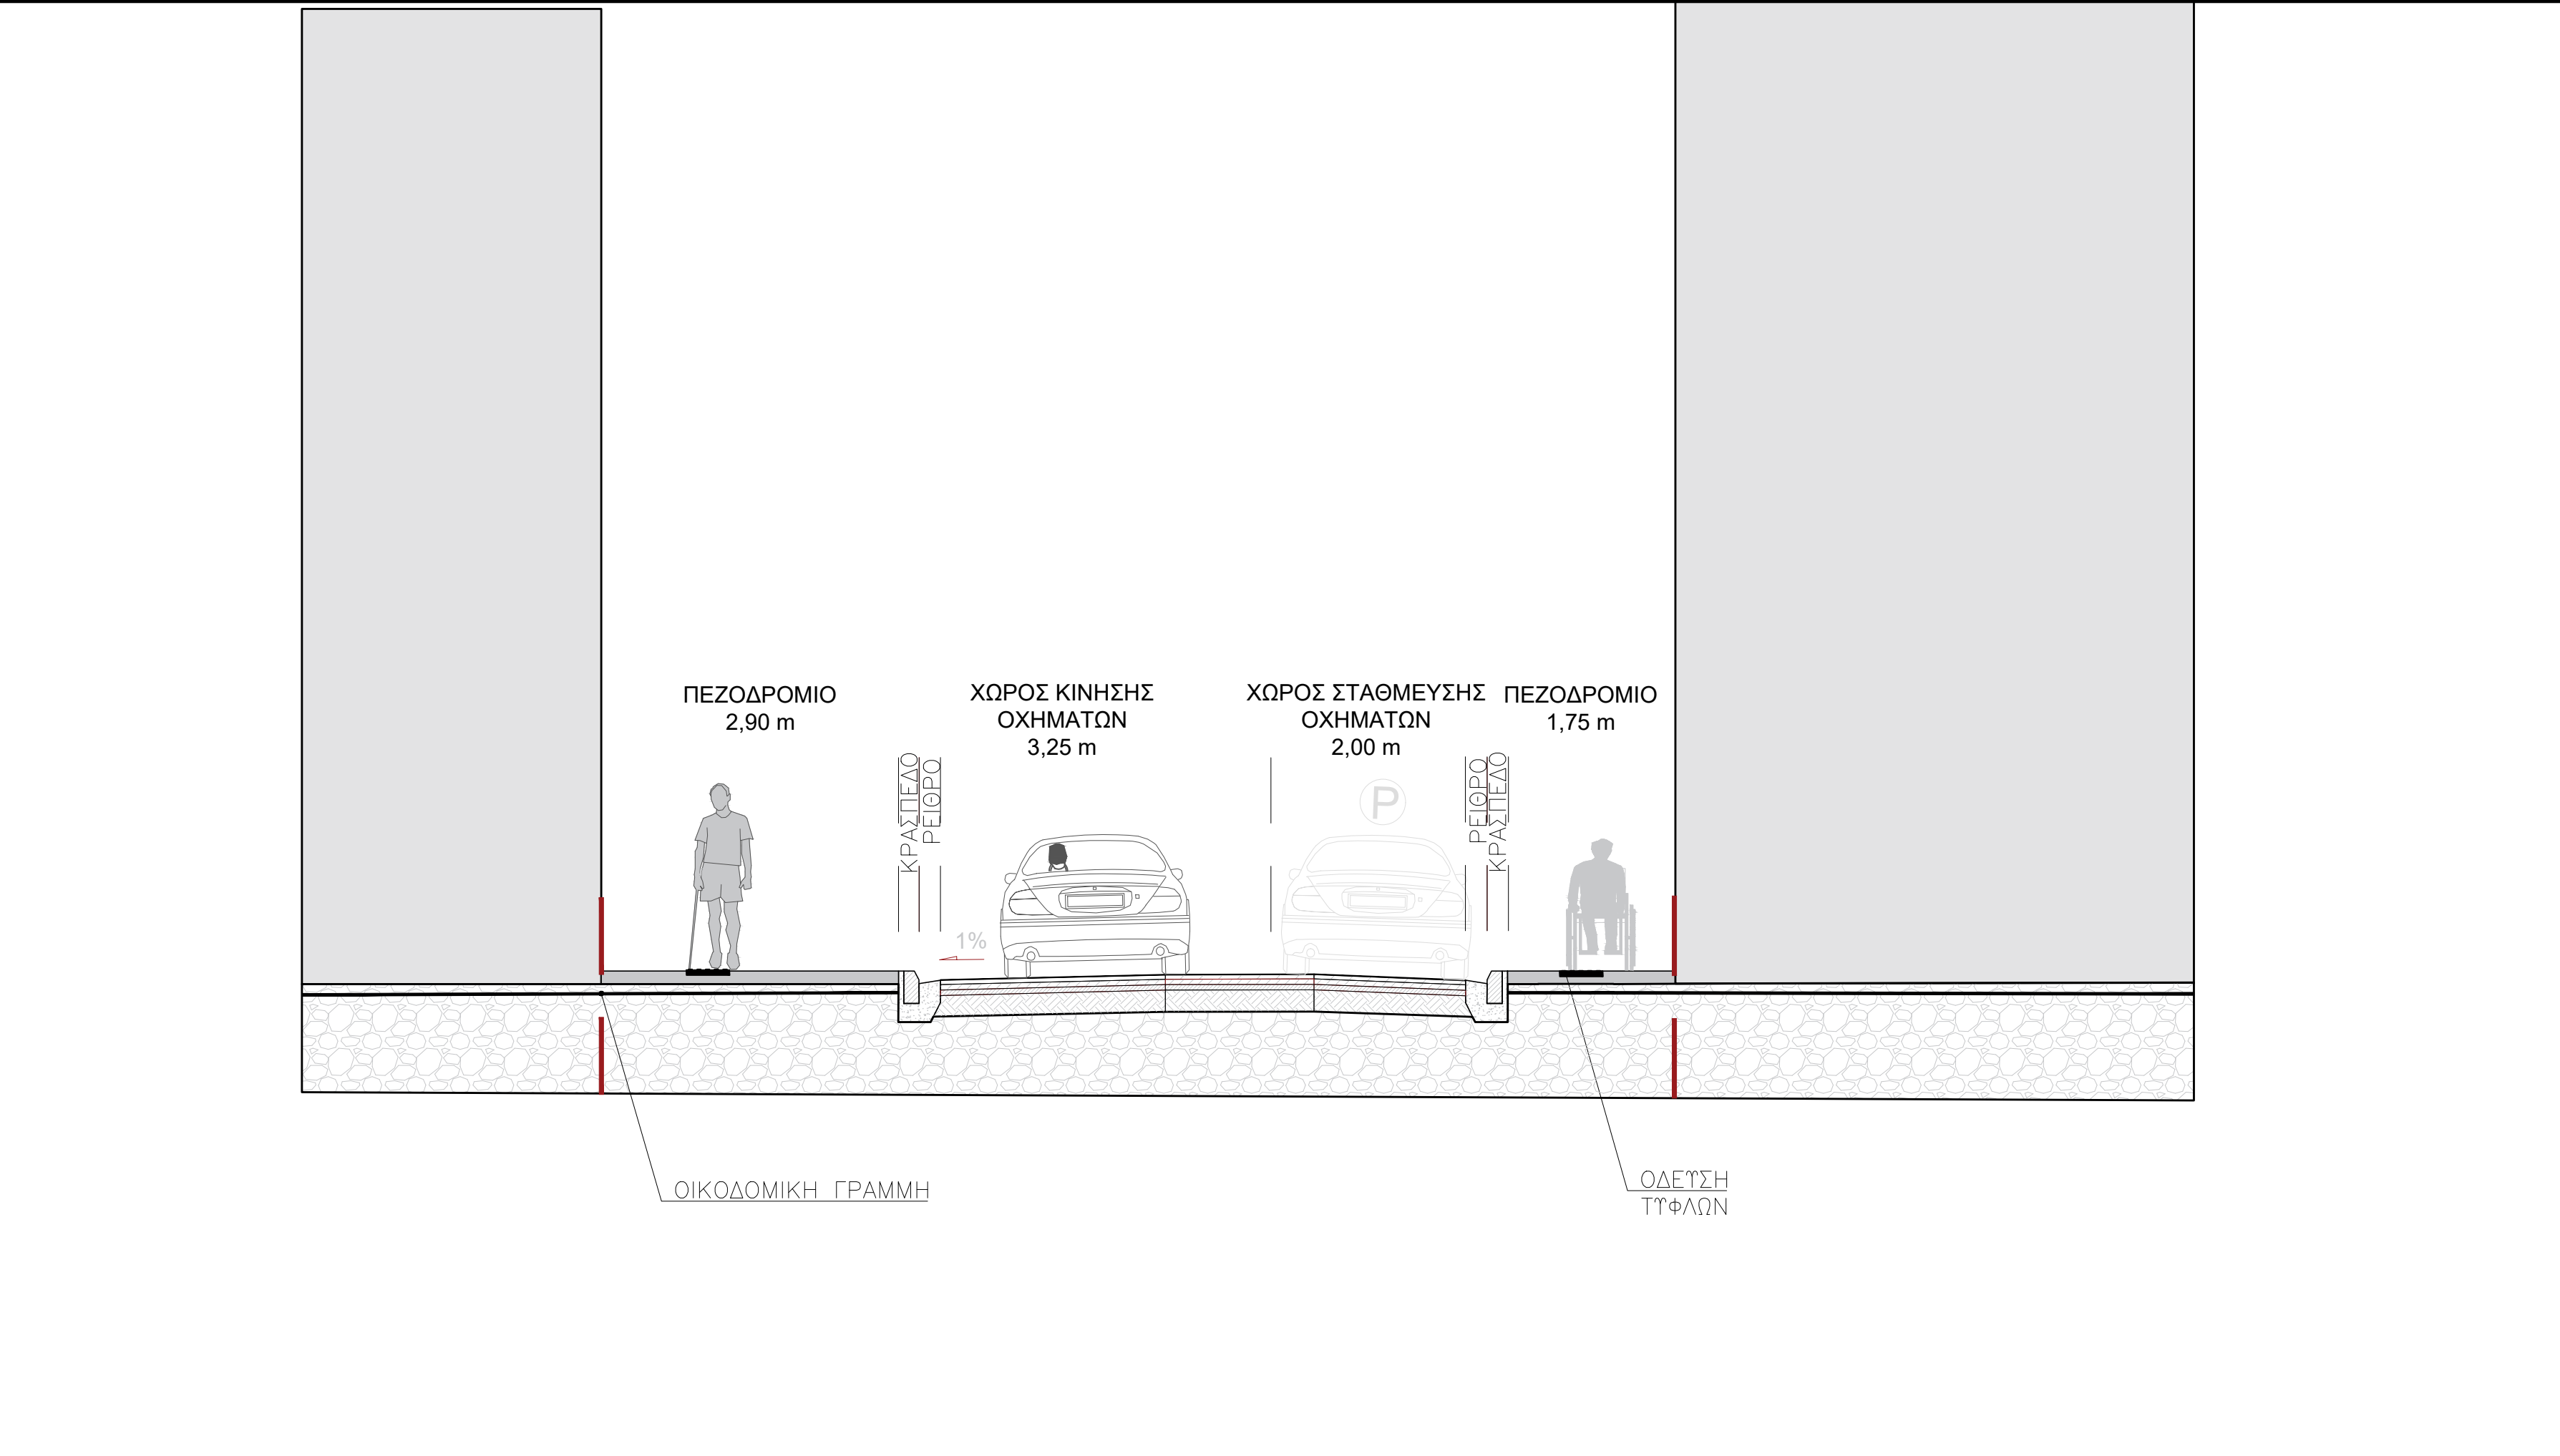 ΠΕΖΟΔΡΟΜΙΟ
2,90 m
ΧΩΡΟΣ ΚΙΝΗΣΗΣ
ΟΧΗΜΑΤΩΝ
3,25 m
ΧΩΡΟΣ ΣΤΑΘΜΕΥΣΗΣ
ΟΧΗΜΑΤΩΝ
2,00 m
ΠΕΖΟΔΡΟΜΙΟ
1,75 m
ΚΡΑΣΠΕΔΟ
ΡΕΙΘΡΟ
ΡΕΙΘΡΟ
ΚΡΑΣΠΕΔΟ
P
1%
ΟΙΚΟΔΟΜΙΚΗ ΓΡΑΜΜΗ
ΟΔΕΥΣΗ
ΤΥΦΛΩΝ